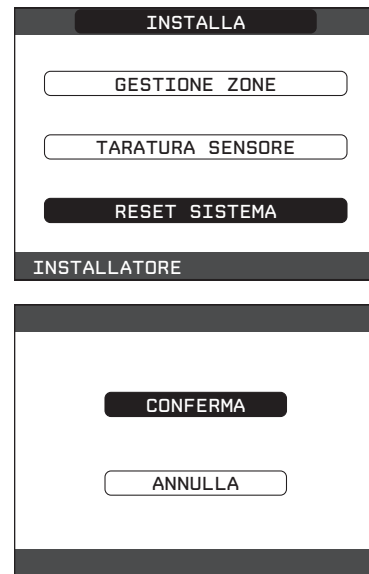 INSTALLA
GESTIONE ZONE
TARATURA SENSORE
RESET SISTEMA
INSTALLATORE
CONFERMA
ANNULLA